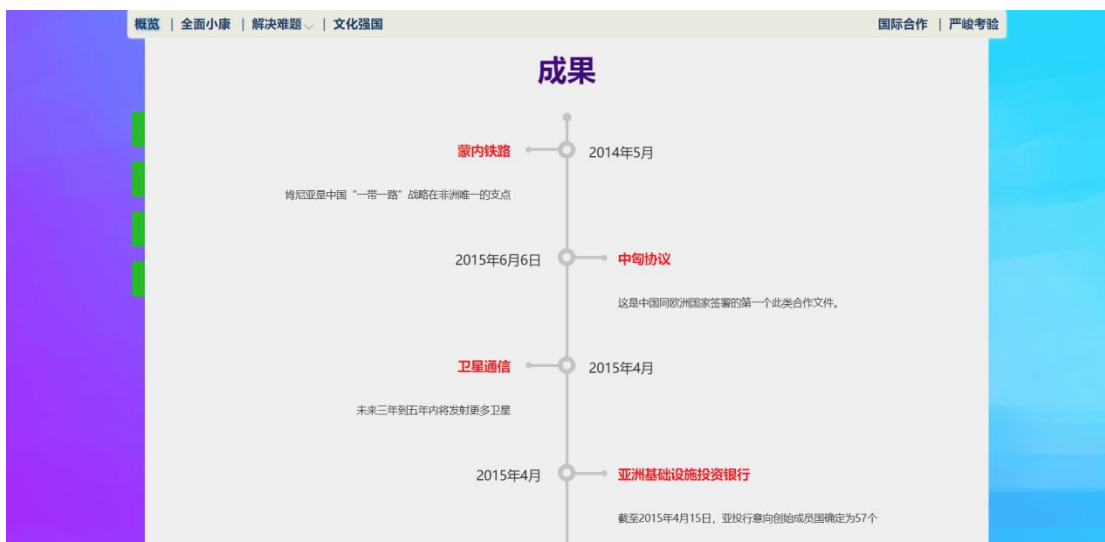 概览 | 全面小康 | 解决难题 | 文化强国 国际合作 | 严峻考验
成果
蒙内铁路 2014年5月
肯尼亚是中国“一带一路”战略在非洲唯一的支点
2015年6月6日 中匈协议
这是中国同欧洲国家签署的第一个此类合作文件。
卫星通信 2015年4月
未来三年到五年内将发射更多卫星
2015年4月 亚洲基础设施投资银行
截至2015年4月15日，亚投行意向创始成员国确定为57个